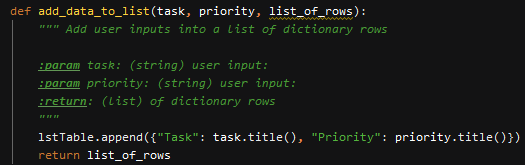 def add_data_to_list(task, priority, list_of_rows):
""" Add user inputs into a list of dictionary rows
:param task: (string) user input:
:param priority: (string) user input:
:return: (list) of dictionary rows
"""
lstTable.append({"Task": task.title(), "Priority": priority.title()})
return list_of_rows